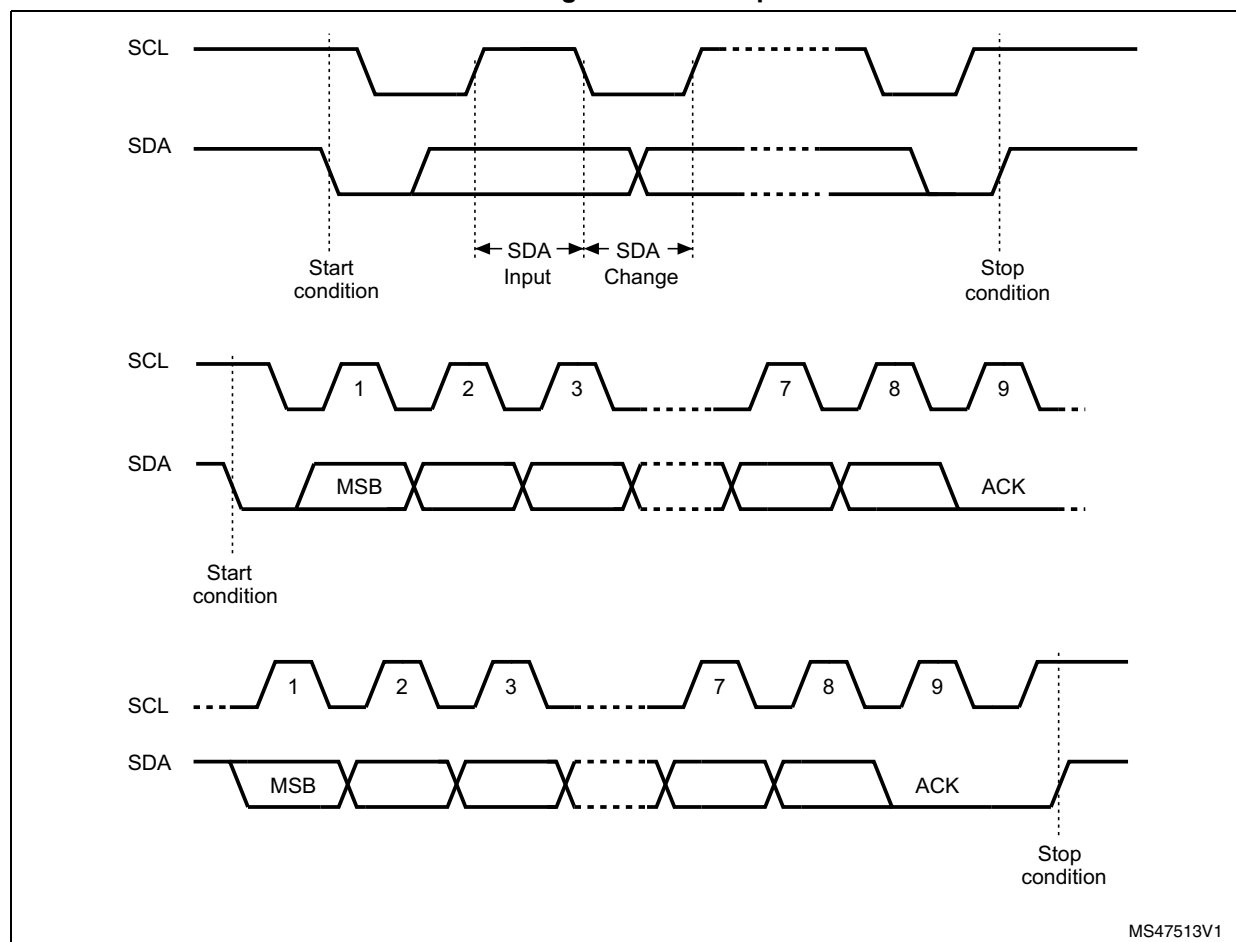 SCL
SDA
SDA
Input
SDA
Change
Start
condition
Stop
condition
SCL
1 2 3 7 8 9
SDA
MSB ACK
Start
condition
1 2 3 7 8 9
SCL
SDA
MSB ACK
Stop
condition
MS47513V1